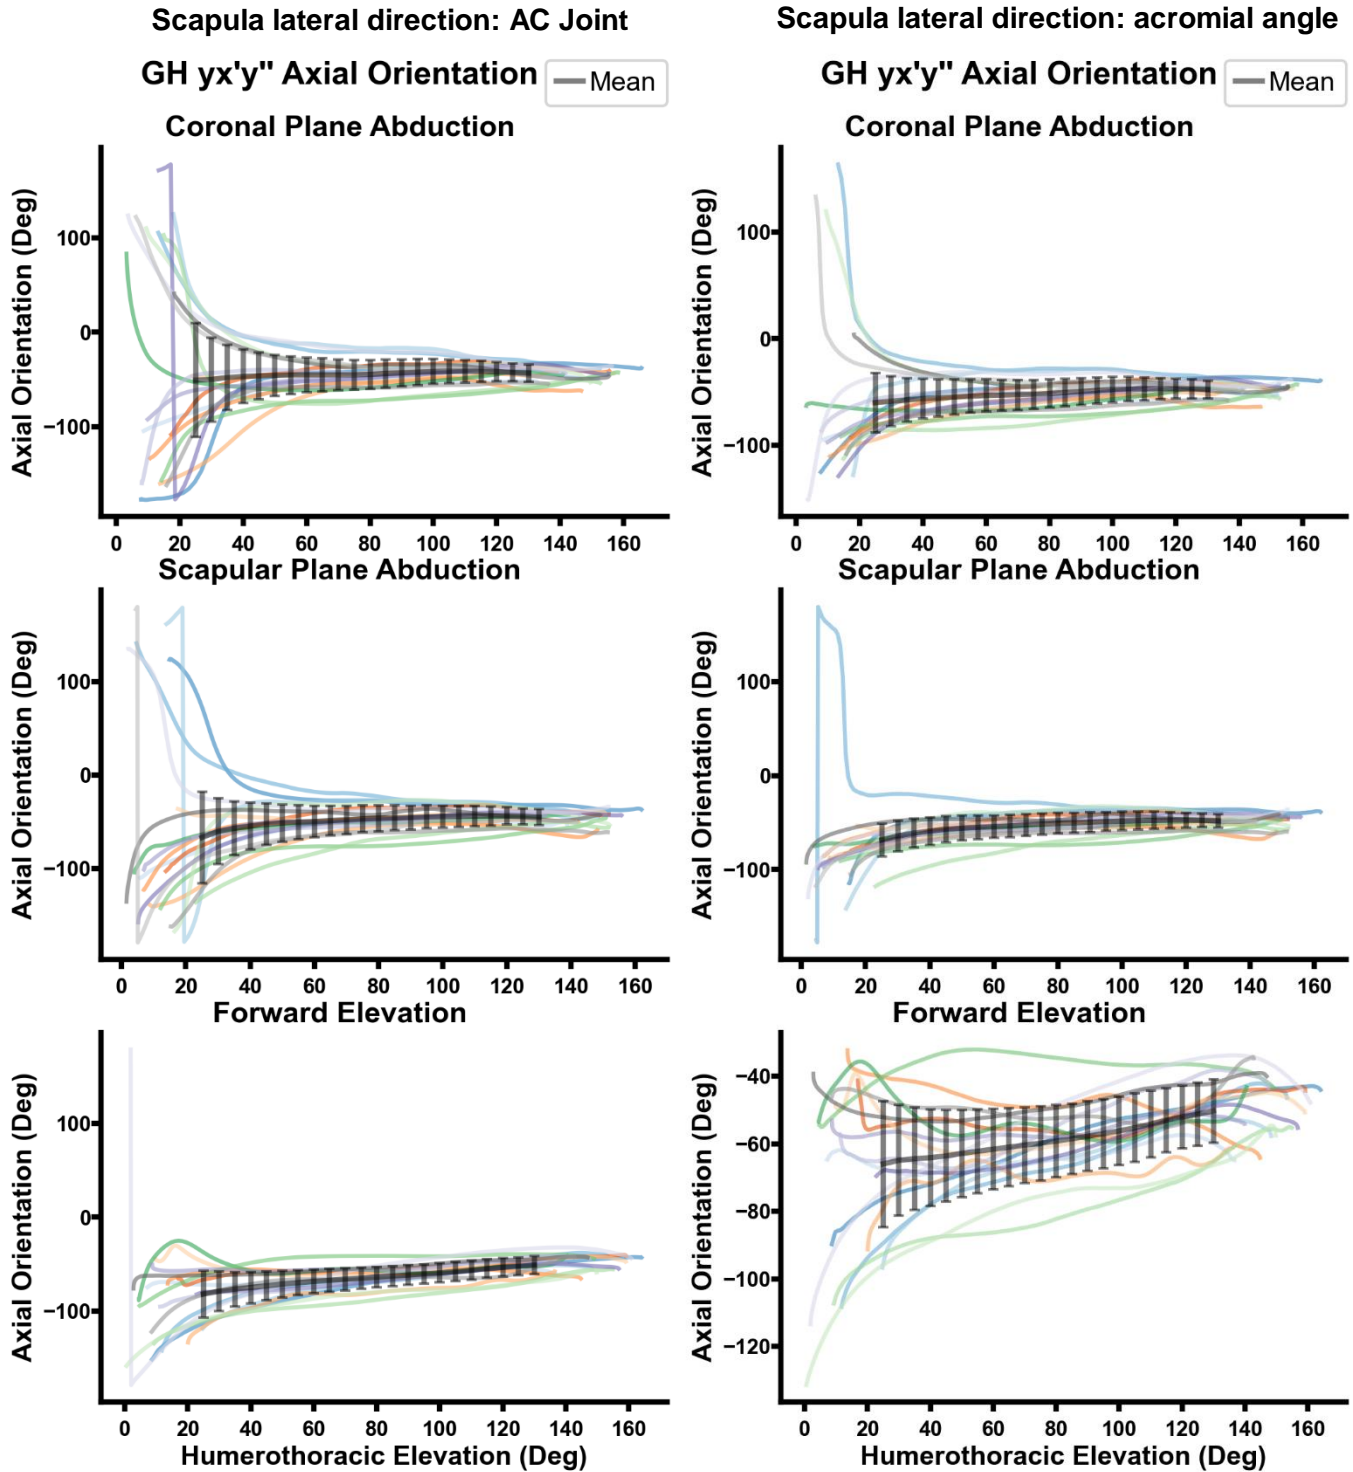 Scapula lateral direction: AC Joint
Scapula lateral direction: acromial angle
GH yx'y" Axial Orientation
Mean
GH yx'y" Axial Orientation
Mean
Coronal Plane Abduction
Axial Orientation (Deg)
100
0
−100
0 20 40 60 80 100 120 140 160
Coronal Plane Abduction
Axial Orientation (Deg)
100
0
−100
0 20 40 60 80 100 120 140 160
Scapular Plane Abduction
Axial Orientation (Deg)
100
0
−100
0 20 40 60 80 100 120 140 160
Scapular Plane Abduction
Axial Orientation (Deg)
100
0
−100
0 20 40 60 80 100 120 140 160
Forward Elevation
Axial Orientation (Deg)
100
0
−100
0 20 40 60 80 100 120 140 160
Humerothoracic Elevation (Deg)
Forward Elevation
Axial Orientation (Deg)
−40
−60
−80
−100
−120
0 20 40 60 80 100 120 140 160
Humerothoracic Elevation (Deg)